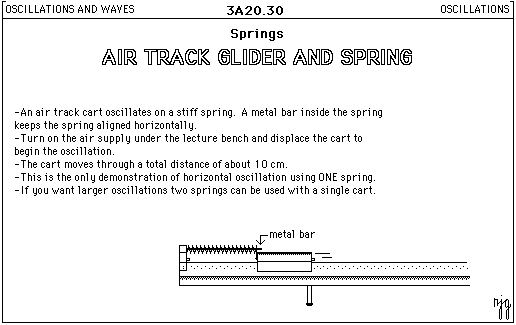 OSCILLATIONS AND WAVES 3A20.30 OSCILLATIONS
Springs
AIR TRACK GLIDER AND SPRING
-An air track cart oscillates on a stiff spring. A metal bar inside the spring
keeps the spring aligned horizontally.
-Turn on the air supply under the lecture bench and displace the cart to
begin the oscillation.
-The cart moves through a total distance of about 10 cm.
-This is the only demonstration of horizontal oscillation using ONE spring.
-If you want larger oscillations two springs can be used with a single cart.
metal bar